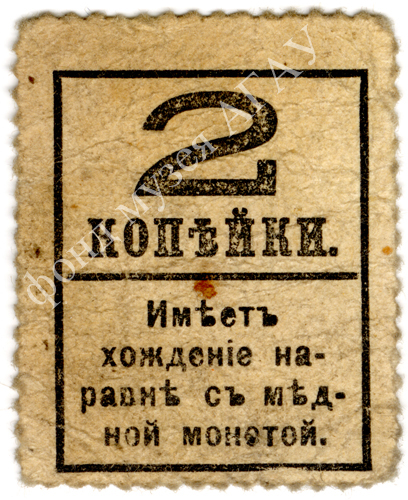 2
КОПѢЙКИ.
Имѣетъ
хожденіе на-
равнѣ съ мѣд-
ной монетой.
фонд музея АГАУ